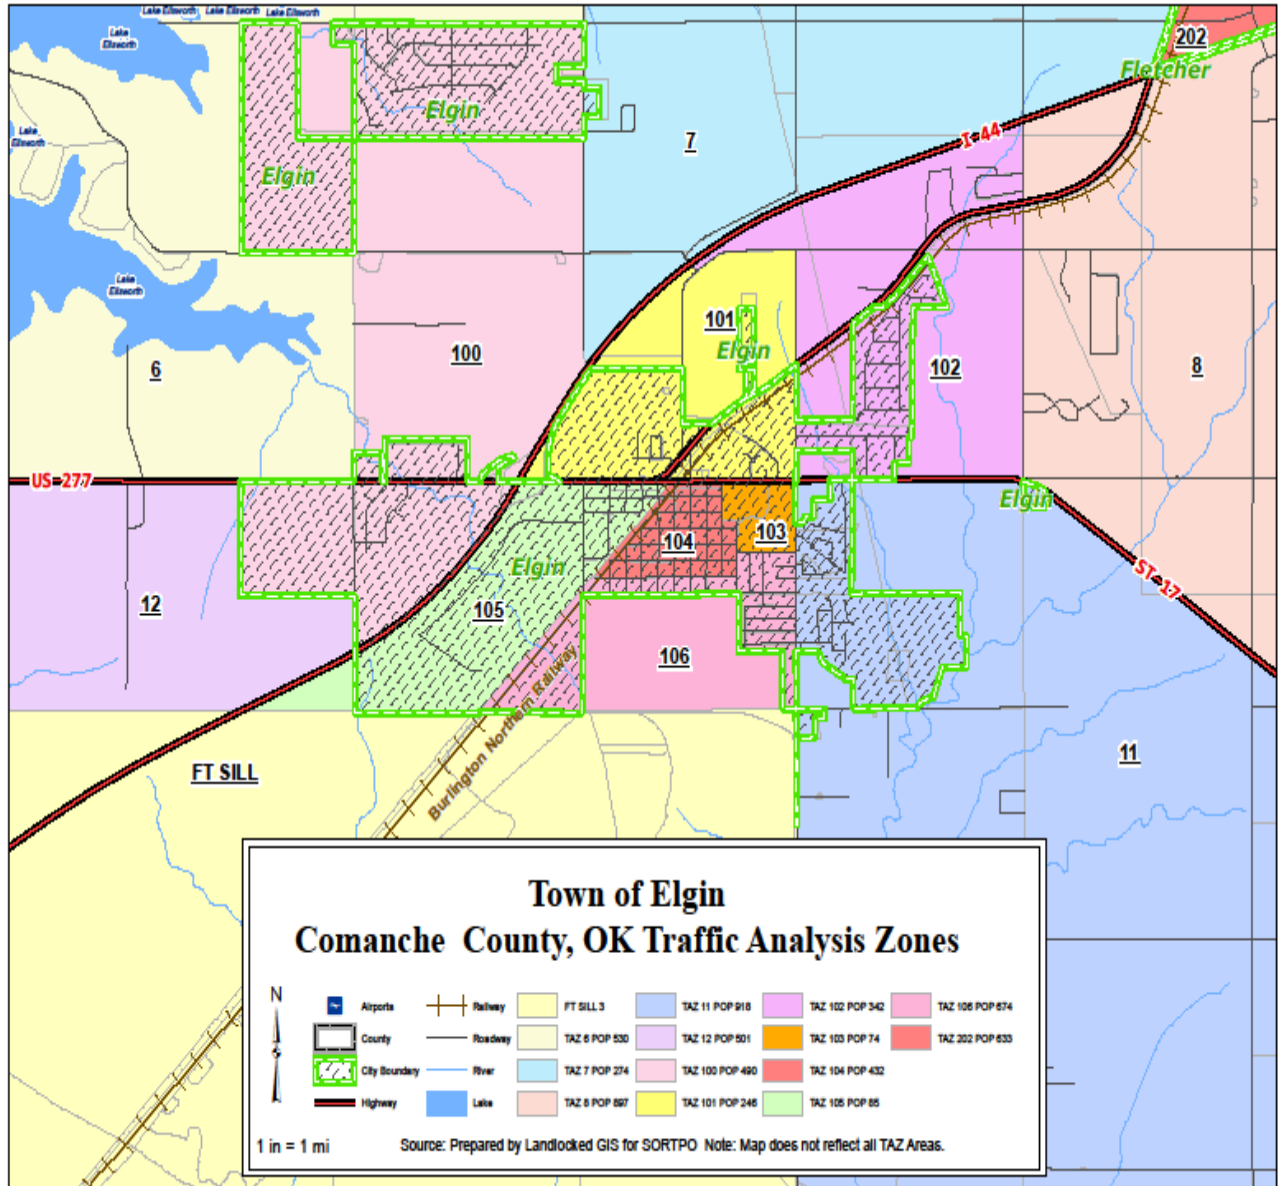 Lake Ellsworth Lake Ellsworth Lake Ellsworth
Lake
Ellsworth
202
Fletcher
Elgin
Lake
Ellsworth
7
I 44
Elgin
Lake
Ellsworth
101
Elgin
6
100
102
8
US 277
Elgin
104
103
Elgin
ST 17
12
105
106
Burlington Northern Railway
11
FT SILL
Town of Elgin
Comanche County, OK Traffic Analysis Zones
N
Airports Railway FT SILL 3 TAZ 11 POP 918 TAZ 102 POP 342 TAZ 106 POP 674
County Roadway TAZ 6 POP 530 TAZ 12 POP 501 TAZ 103 POP 74 TAZ 202 POP 633
City Boundary River TAZ 7 POP 274 TAZ 100 POP 490 TAZ 104 POP 432
Highway Lake TAZ 8 POP 897 TAZ 101 POP 246 TAZ 105 POP 85
1 in = 1 mi Source: Prepared by Landlocked GIS for SORTPO Note: Map does not reflect all TAZ Areas.